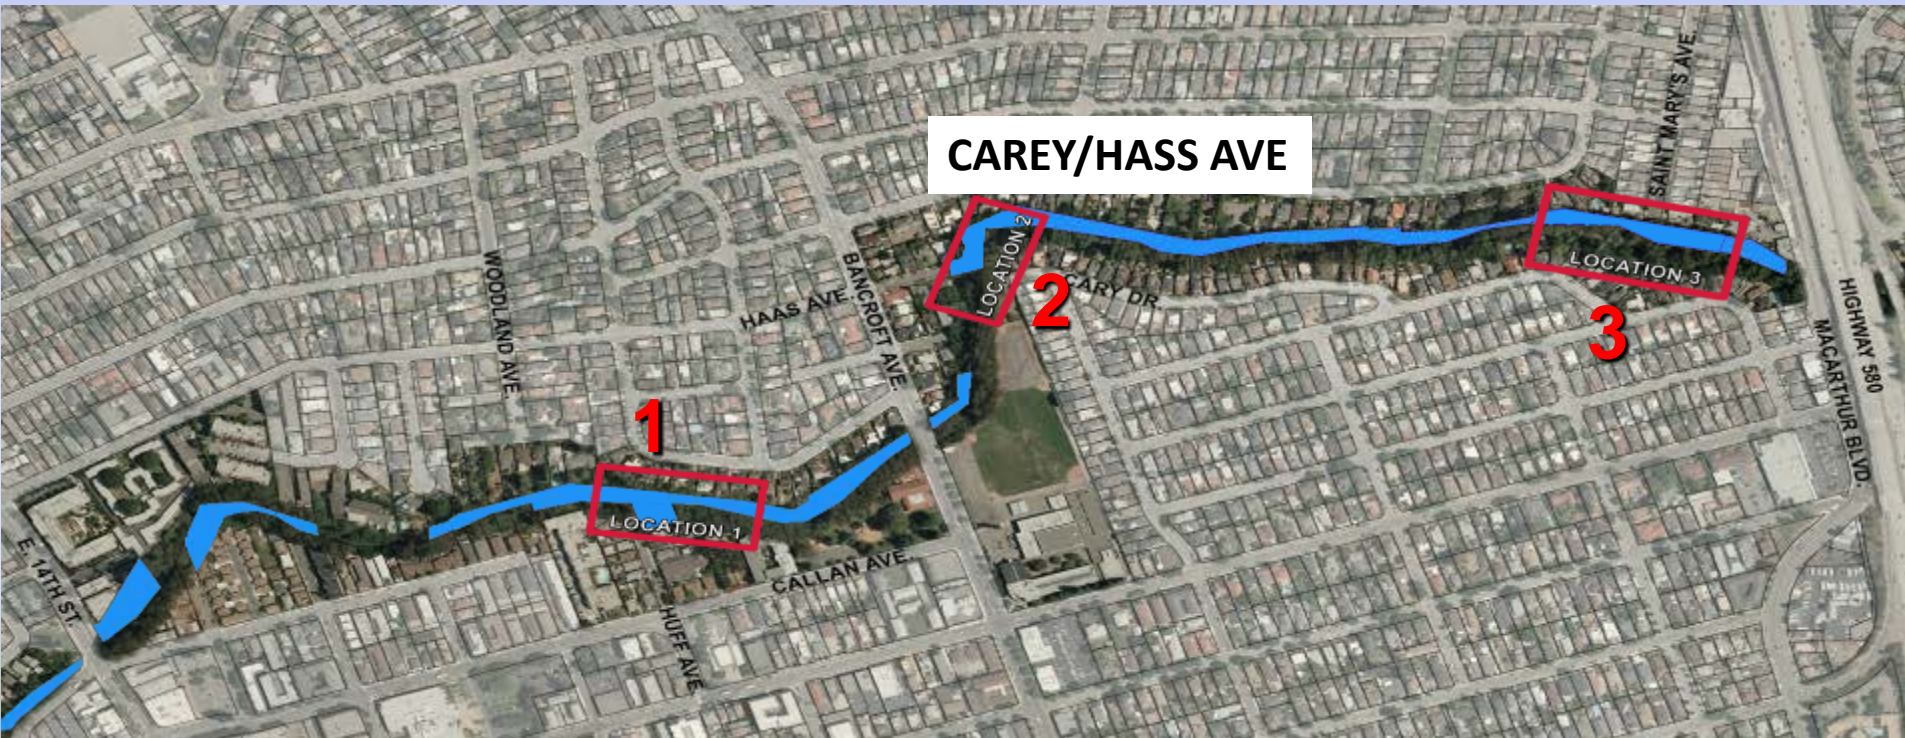 SAINT MARY'S AVE.
CAREY/HASS AVE
LOCATION 2
WOODLAND AVE
BANCROFT AVE.
HAAS AVE.
2
CARY DR.
LOCATION 3
3
HIGHWAY 580
MACARTHUR BLVD.
1
LOCATION 1
E. 14TH ST.
CALLAN AVE.
HUFF AVE.